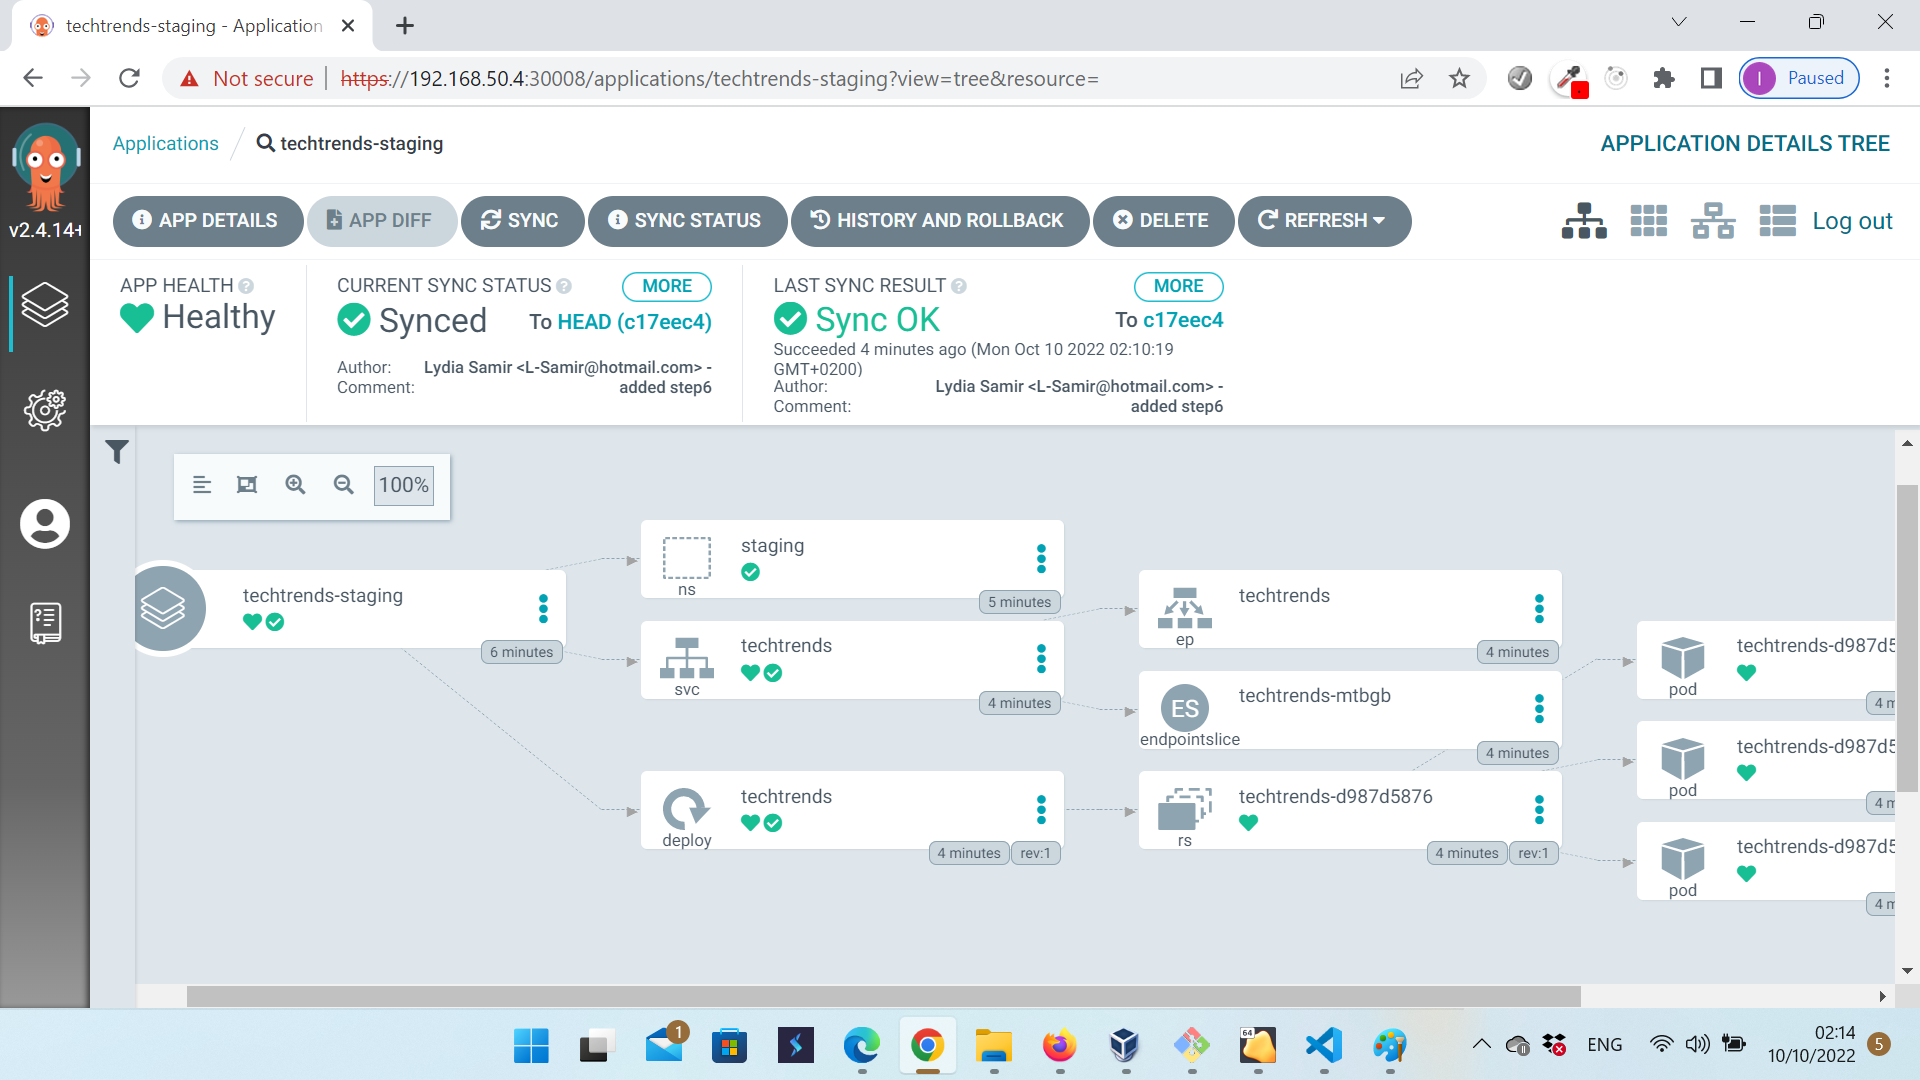 techtrends-staging - Application
Not secure
https://192.168.50.4:30008/applications/techtrends-staging?view=tree&resource=
I
Paused
v2.4.14+
Applications
techtrends-staging
APPLICATION DETAILS TREE
APP DETAILS
APP DIFF
SYNC
SYNC STATUS
HISTORY AND ROLLBACK
DELETE
REFRESH
Log out
APP HEALTH
Healthy
CURRENT SYNC STATUS
MORE
Synced
To HEAD (c17eec4)
Author: Lydia Samir <L-Samir@hotmail.com> -
Comment: added step6
LAST SYNC RESULT
MORE
Sync OK
To c17eec4
Succeeded 4 minutes ago (Mon Oct 10 2022 02:10:19
GMT+0200)
Author: Lydia Samir <L-Samir@hotmail.com> -
Comment: added step6
100%
techtrends-staging
6 minutes
staging
ns
5 minutes
techtrends
svc
4 minutes
techtrends
deploy
4 minutes
rev:1
techtrends
ep
4 minutes
ES
techtrends-mtbgb
endpointslice
4 minutes
techtrends-d987d5876
rs
4 minutes
rev:1
techtrends-d987d5
pod
4 m
techtrends-d987d5
pod
4 m
techtrends-d987d5
pod
4 m
1
64
ENG
02:14
10/10/2022
5